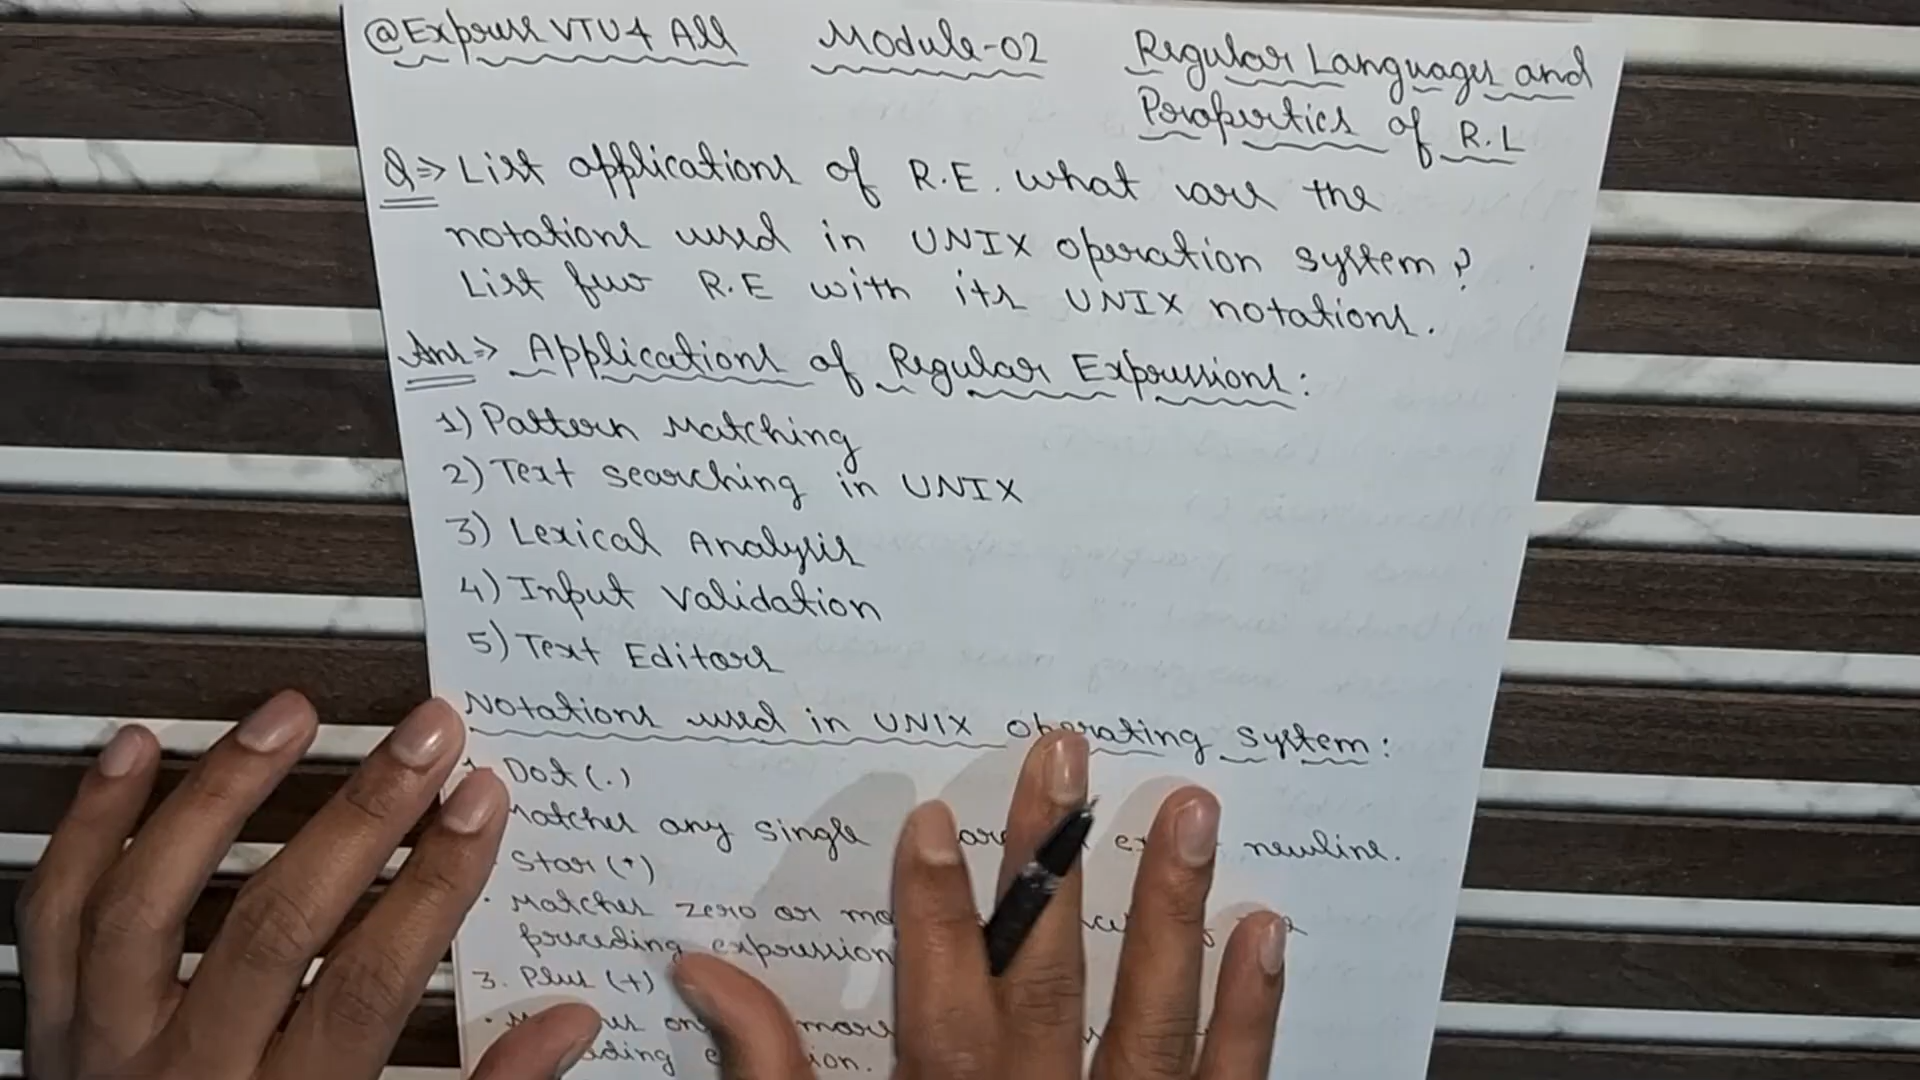 @Express VTU 4 All Module-02 Regular Languages and
Properties of R.L
Q⇒ List applications of R.E. what are the
notations used in UNIX operation system?
List few R.E with its UNIX notations.
Ans⇒ Applications of Regular Expressions:
1) Pattern Matching
2) Text searching in UNIX
3) Lexical Analysis
4) Input validation
5) Text Editors
Notations used in UNIX operating system:
1. Dot (.)
Matches any single newline.
Star (*)
• Matches zero or
preceding expression
3. Plus (+)